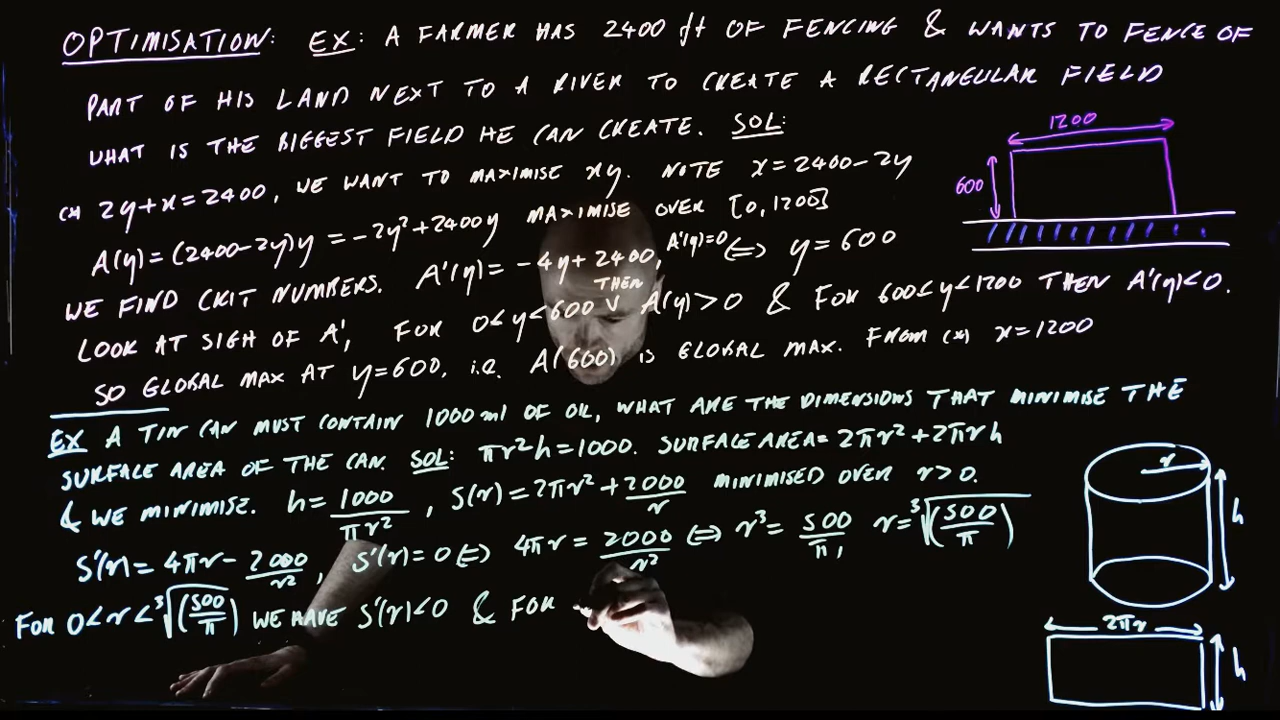 OPTIMISATION: EX: A FARMER HAS 2400 ft OF FENCING & WANTS TO FENCE OF
PART OF HIS LAND NEXT TO A RIVER TO CREATE A RECTANGULAR FIELD
WHAT IS THE BIGGEST FIELD HE CAN CREATE. SOL:
(*) 2y+x=2400, WE WANT TO MAXIMISE xy. NOTE x=2400-2y
A(y)=(2400-2y)y=-2y²+2400y MAXIMISE OVER [0,1200]
WE FIND CRIT NUMBERS. A'(y)=-4y+2400, A'(y)=0 ⇔ y=600
LOOK AT SIGN OF A', FOR 0<y<600 THEN A(y)>0 & FOR 600<y<1200 THEN A'(y)<0.
SO GLOBAL MAX AT y=600, i.e. A(600) IS GLOBAL MAX. FROM (*) x=1200
1200
600
EX A TIN CAN MUST CONTAIN 1000 ml OF OIL, WHAT ARE THE DIMENSIONS THAT MINIMISE THE
SURFACE AREA OF THE CAN. SOL: πr²h=1000. SURFACE AREA=2πr²+2πrh
& WE MINIMISE. h=1000/πr², S(r)=2πr²+2000/r MINIMISED OVER r>0.
S'(r)=4πr-2000/r², S'(r)=0 ⇔ 4πr=2000/r² ⇔ r³=500/π, r=³√(500/π)
FOR 0<r<³√(500/π) WE HAVE S'(r)<0 & FOR
r
h
2πr
h